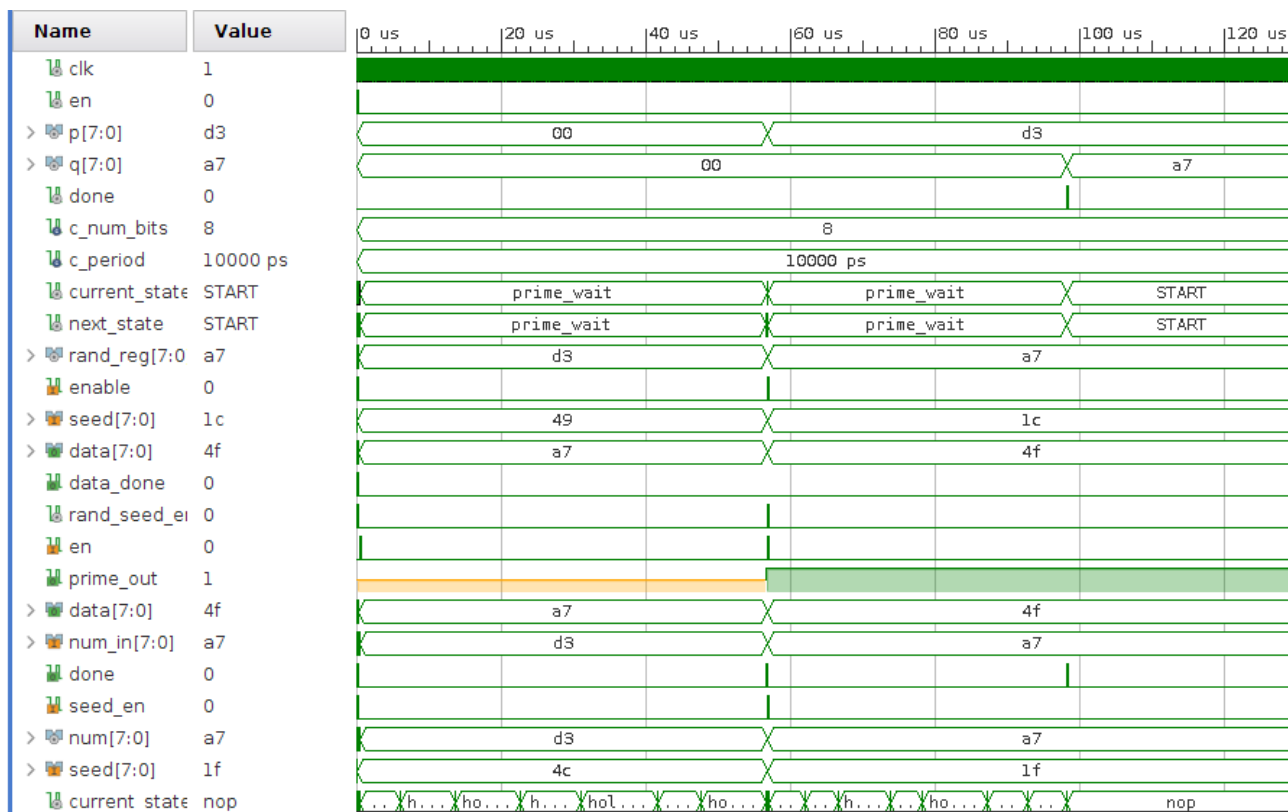 Name Value 0 us 20 us 40 us 60 us 80 us 100 us 120 us
clk 1
en 0
p[7:0] d3 00 d3
q[7:0] a7 00 a7
done 0
c_num_bits 8 8
c_period 10000 ps 10000 ps
current_state START prime_wait prime_wait START
next_state START prime_wait prime_wait START
rand_reg[7:0 a7 d3 a7
enable 0
seed[7:0] 1c 49 1c
data[7:0] 4f a7 4f
data_done 0
rand_seed_e 0
en 0
prime_out 1
data[7:0] 4f a7 4f
num_in[7:0] a7 d3 a7
done 0
seed_en 0
num[7:0] a7 d3 a7
seed[7:0] 1f 4c 1f
current_state nop ... h... ho... h... hol... ... ho... ... ... h... ... ho... ... ... nop